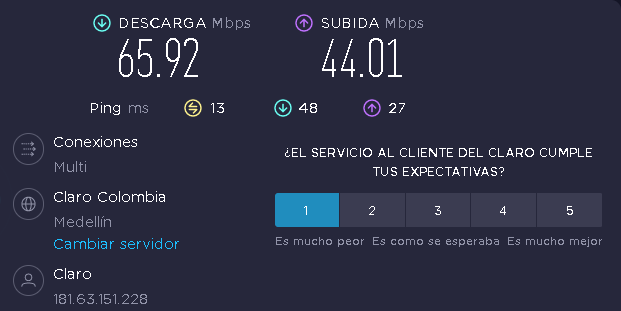 DESCARGA Mbps SUBIDA Mbps
65.92 44.01
Ping ms 13 48 27
Conexiones
Multi
Claro Colombia
Medellín
Cambiar servidor
Claro
181.63.151.228
¿EL SERVICIO AL CLIENTE DEL CLARO CUMPLE
TUS EXPECTATIVAS?
1 2 3 4 5
Es mucho peor Es como se esperaba Es mucho mejor